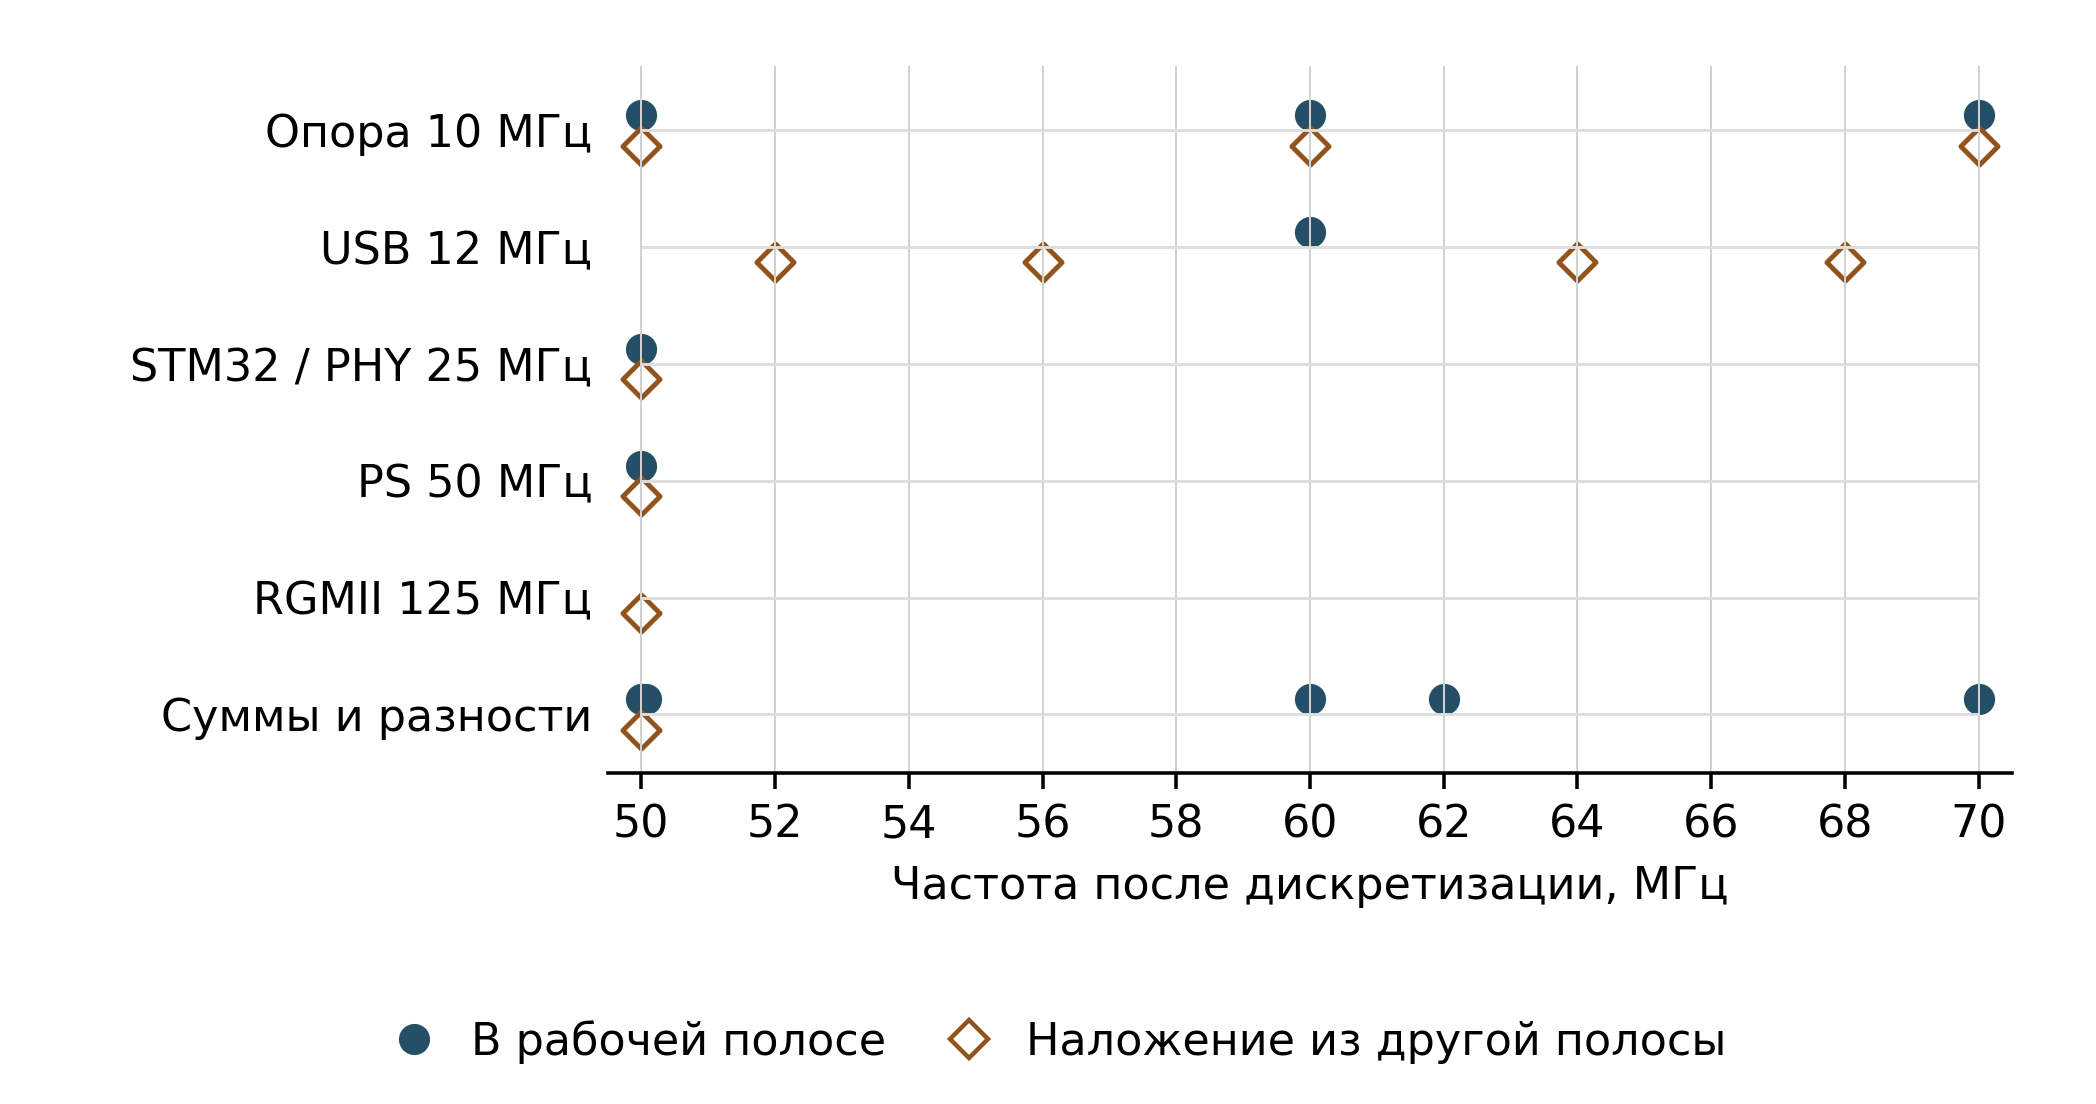 Опора 10 МГц
USB 12 МГц
STM32 / PHY 25 МГц
PS 50 МГц
RGMII 125 МГц
Суммы и разности
50 52 54 56 58 60 62 64 66 68 70
Частота после дискретизации, МГц
В рабочей полосе
Наложение из другой полосы